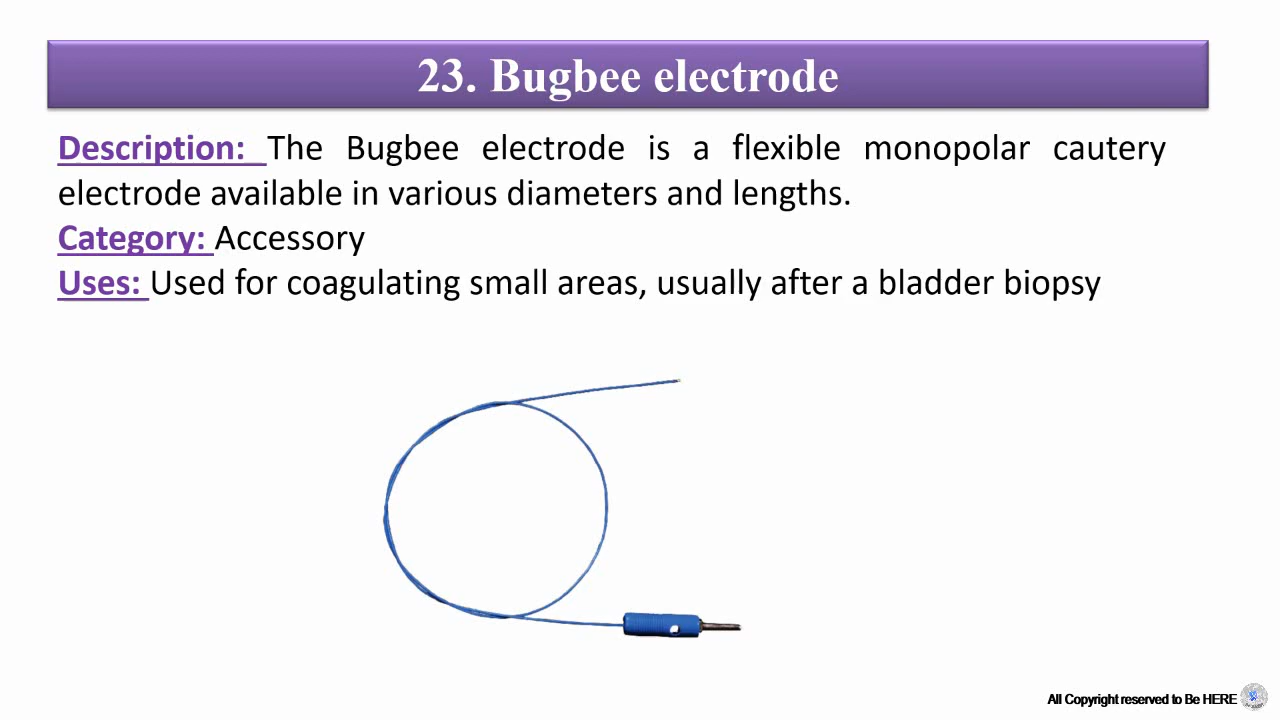 23. Bugbee electrode
Description: The Bugbee electrode is a flexible monopolar cautery
electrode available in various diameters and lengths.
Category: Accessory
Uses: Used for coagulating small areas, usually after a bladder biopsy
All Copyright reserved to Be HERE